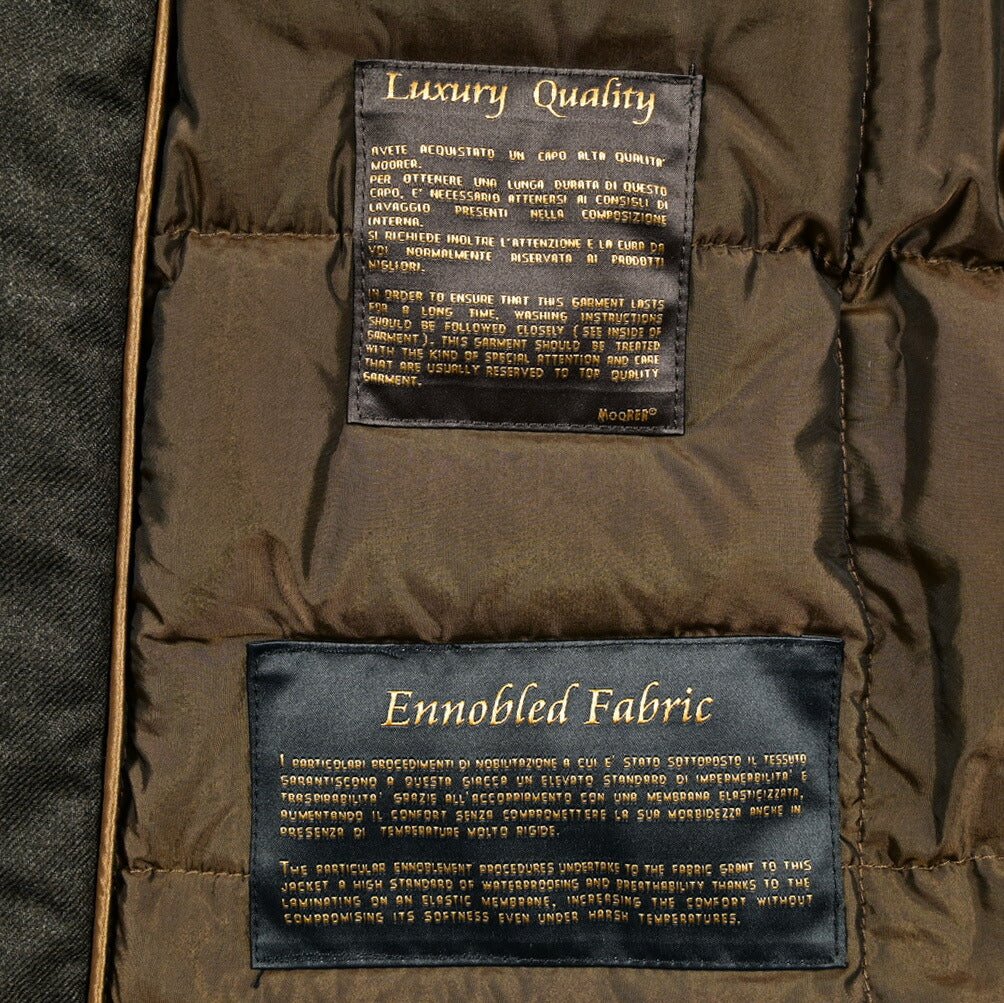 Luxury Quality
AVETE ACQUISTATO UN CAPO ALTA QUALITA'
MOORER.
PER OTTENERE UNA LUNGA DURATA DI QUESTO
CAPO, E' NECESSARIO ATTENERSI AI CONSIGLI DI
LAVAGGIO PRESENTI NELLA COMPOSIZIONE
INTERNA.
SI RICHIEDE INOLTRE L'ATTENZIONE E LA CURA DA
VOI NORMALMENTE RISERVATA AI PRODOTTI
MIGLIORI.
IN ORDER TO ENSURE THAT THIS GARMENT LASTS
FOR A LONG TIME, WASHING INSTRUCTIONS
SHOULD BE FOLLOWED CLOSELY (SEE INSIDE OF
GARMENT). THIS GARMENT SHOULD BE TREATED
WITH THE KIND OF SPECIAL ATTENTION AND CARE
THAT ARE USUALLY RESERVED TO TOP QUALITY
GARMENT.
MOORER©
Ennobled Fabric
I PARTICOLARI PROCEDIMENTI DI NOBILITAZIONE A CUI E' STATO SOTTOPOSTO IL TESSUTO
GARANTISCONO A QUESTA GIACCA UN ELEVATO STANDARD DI IMPERMEABILITA' E
TRASPIRABILITA' GRAZIE ALL'ACCOPPIAMENTO CON UNA MEMBRANA ELASTICIZZATA,
AUMENTANDO IL CONFORT SENZA COMPROMETTERE LA SUA MORBIDEZZA ANCHE IN
PRESENZA DI TEMPERATURE MOLTO RIGIDE.
THE PARTICULAR ENNOBLEMENT PROCEDURES UNDERTAKE TO THE FABRIC GRANT TO THIS
JACKET A HIGH STANDARD OF WATERPROOFING AND BREATHABILITY THANKS TO THE
LAMINATING ON AN ELASTIC MEMBRANE, INCREASING THE COMFORT WITHOUT
COMPROMISING ITS SOFTNESS EVEN UNDER HARSH TEMPERATURES.